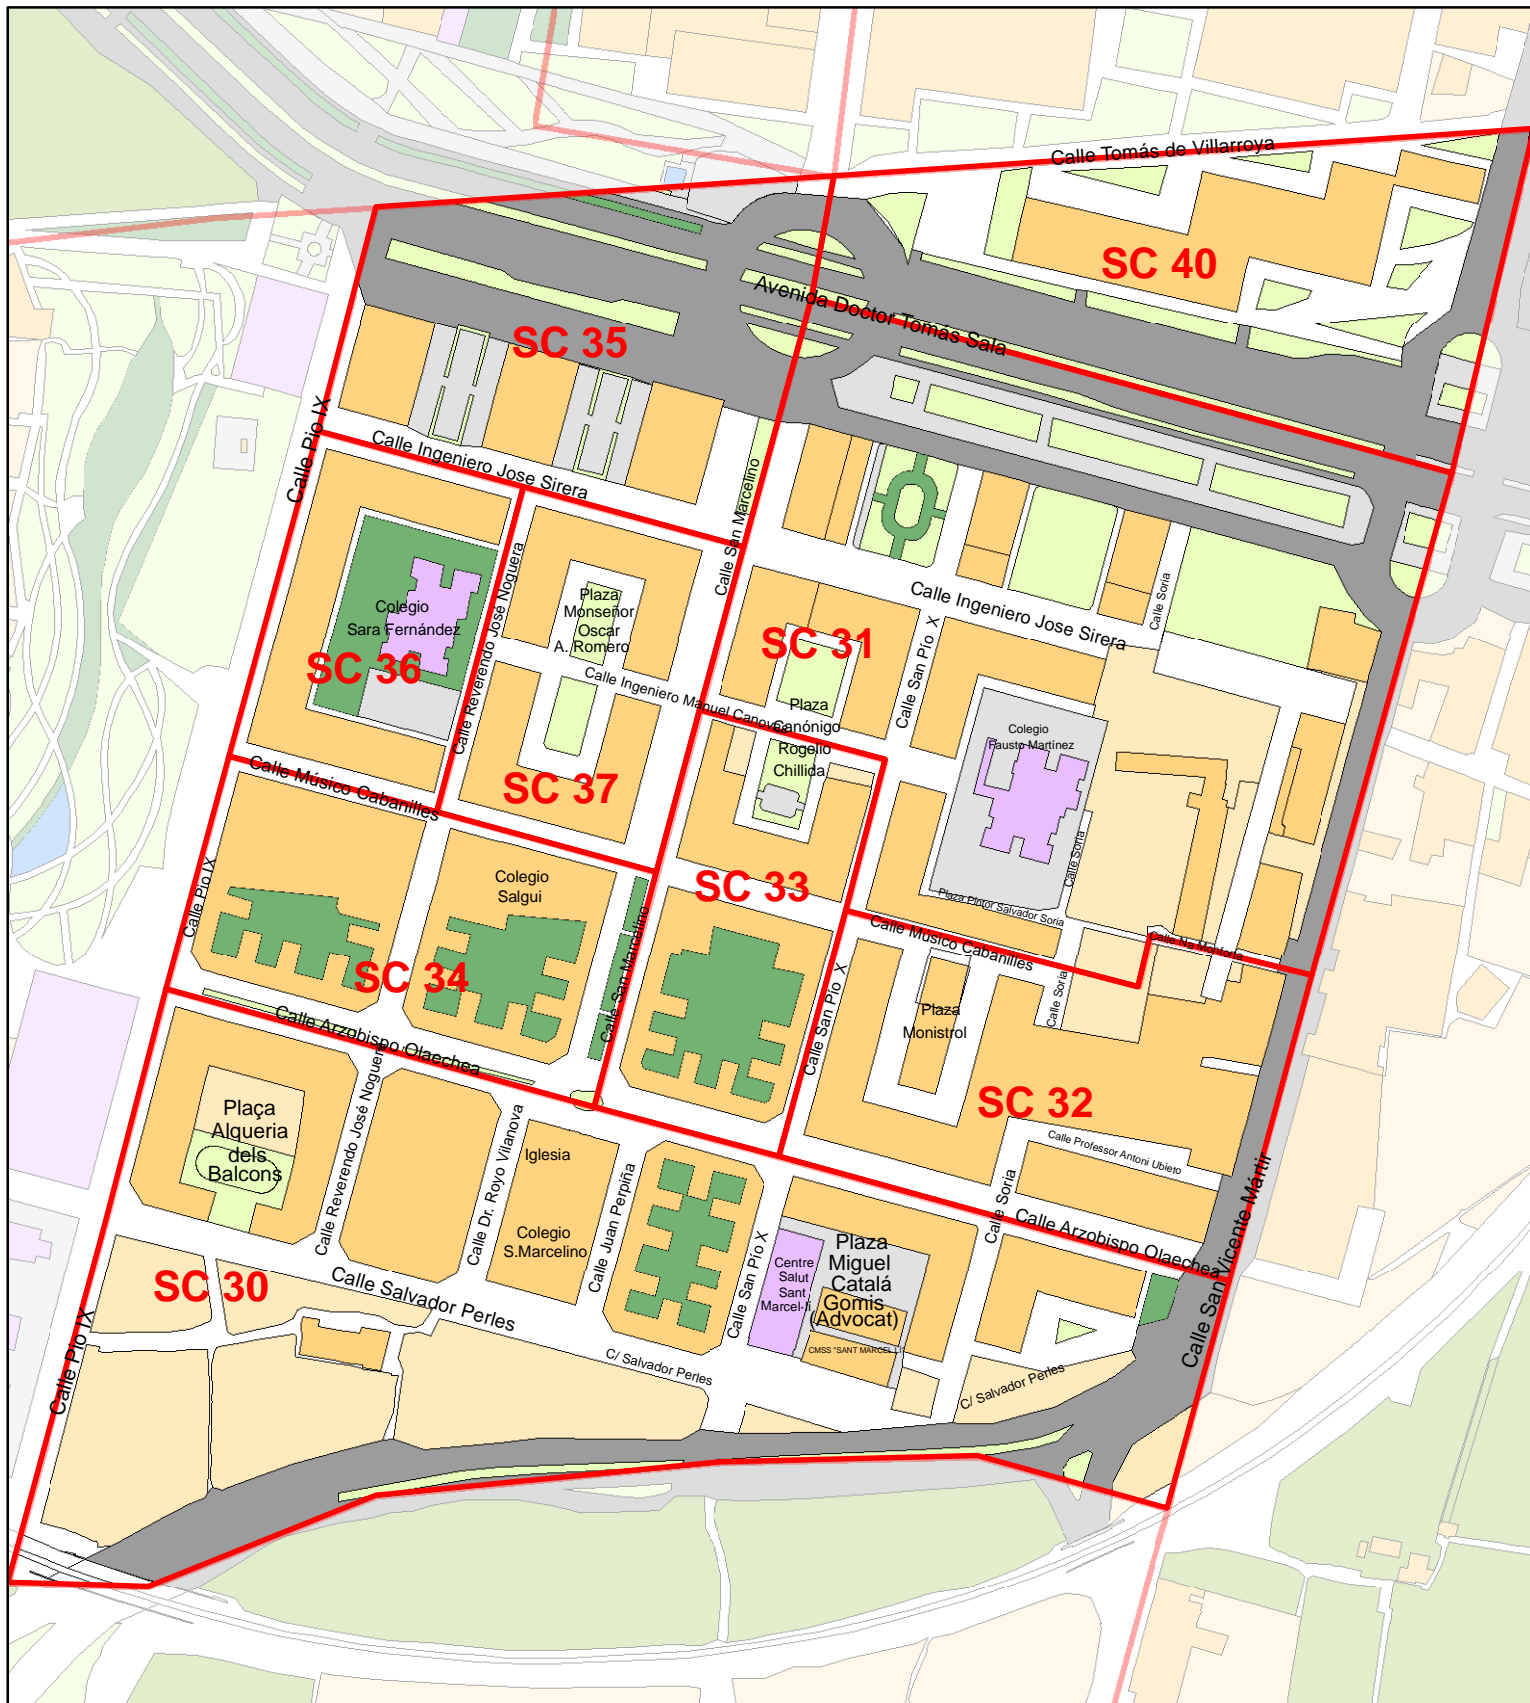 Calle Tomás de Villarroya
SC 40
Avenida Doctor Tomás Sala
SC 35
Calle Pio IX
Calle Ingeniero Jose Sirera
Calle San Marcelino
Calle Ingeniero Jose Sirera
Calle Soria
Colegio
Sara Fernández
SC 36
Calle Reverendo José Noguera
Plaza
Monseñor
Oscar
A. Romero
Calle Ingeniero Manuel Canovas
SC 31
Plaza
Canónigo
Rogelio
Chillida
Calle San Pío X
Colegio
Fausto Martínez
Calle Músico Cabanilles
SC 37
Calle Soria
Calle Pio IX
Colegio
Salgui
SC 33
Plaza Pintor Salvador Soria
Calle Musico Cabanilles
Calle Na Monforta
SC 34
Calle San Marcelino
Calle San Pío X
Calle Soria
Plaza
Monistrol
Calle Arzobispo Olaechea
SC 32
Plaça
Alqueria
dels
Balcons
Calle Reverendo José Noguera
Calle Dr. Royo Vilanova
Iglesia
Colegio
S.Marcelino
Calle Juan Perpiña
Calle San Pío X
Calle Professor Antoni Ubieto
Calle Soria
Calle Arzobispo Olaechea
Calle San Vicente Mártir
Centre
Salut
Sant
Marcel·lí
Plaza
Miguel
Catalá
Gomis
(Advocat)
CMSS "SANT MARCEL·LÍ"
SC 30
Calle Salvador Perles
Calle Pio IX
C/ Salvador Perles
C/ Salvador Perles